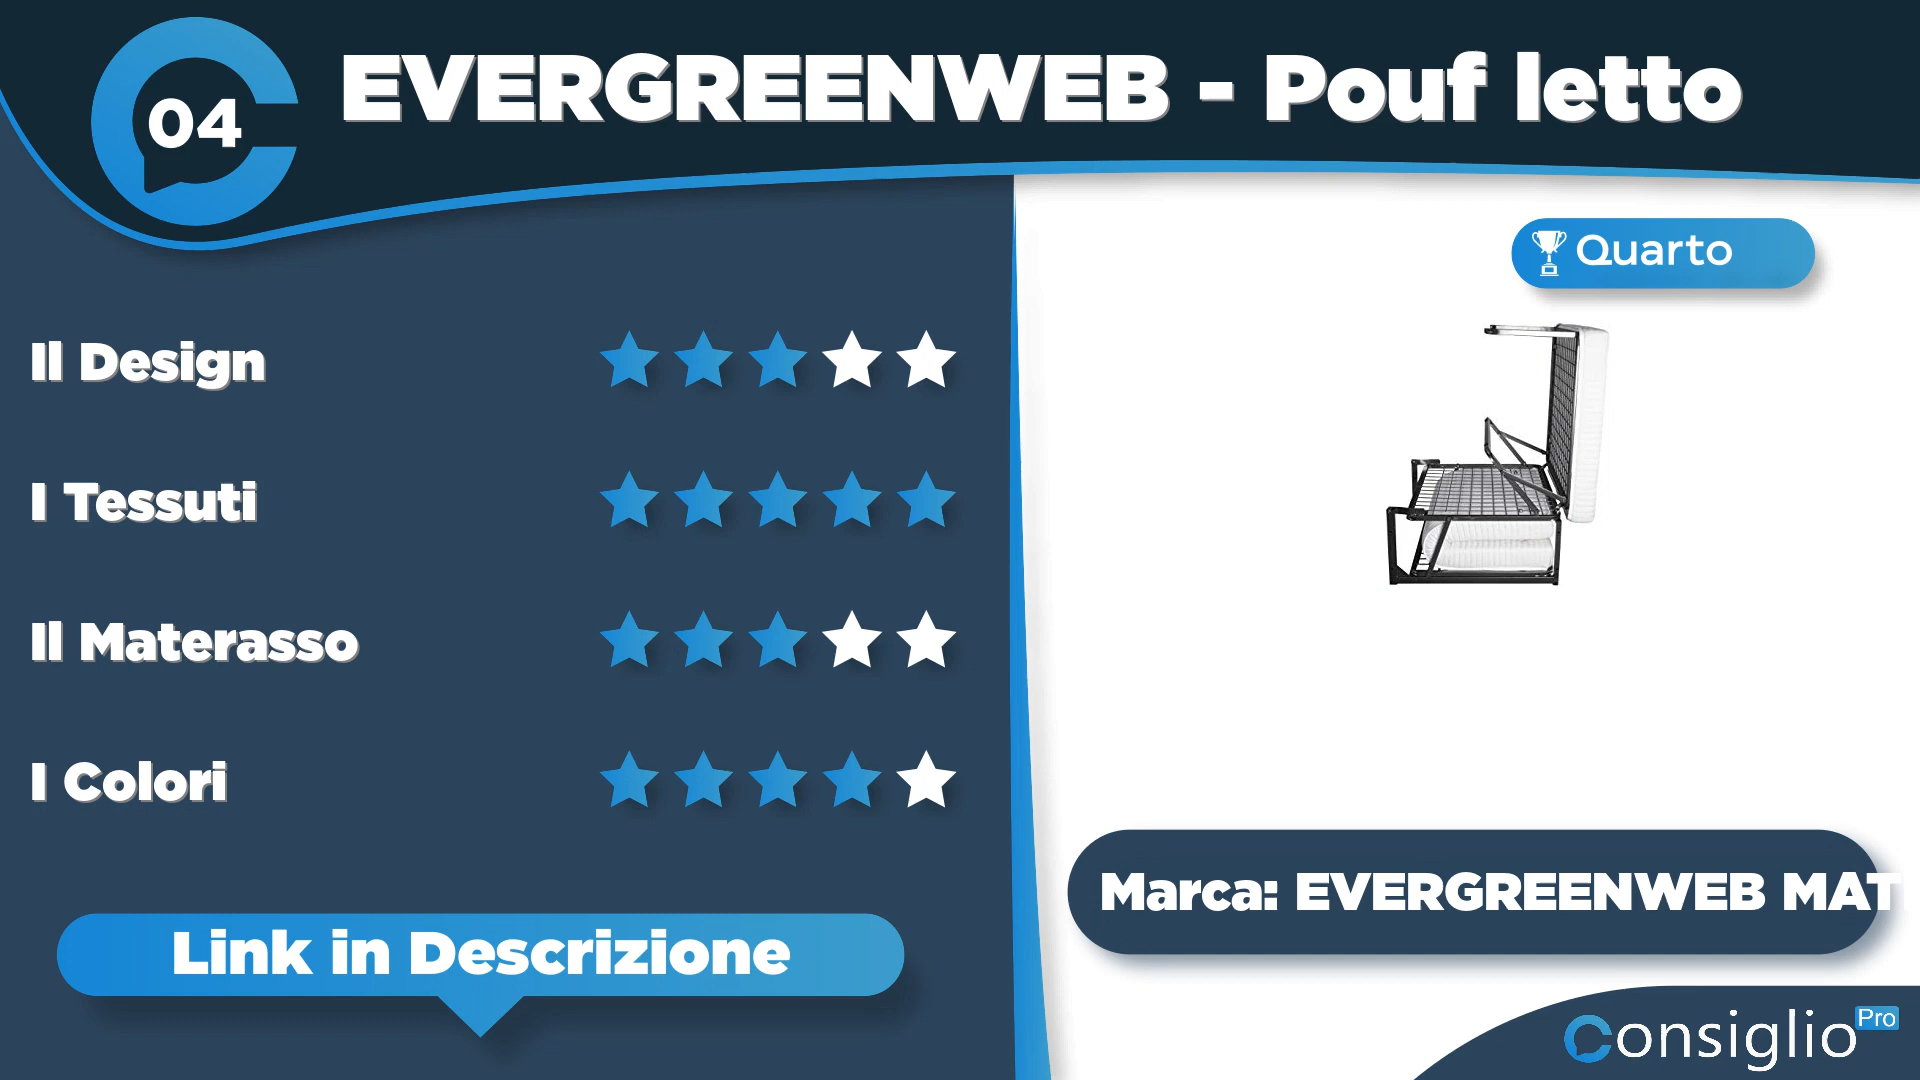 04
EVERGREENWEB - Pouf letto
Quarto
Il Design
I Tessuti
Il Materasso
I Colori
Marca: EVERGREENWEB MAT
Link in Descrizione
Consiglio Pro